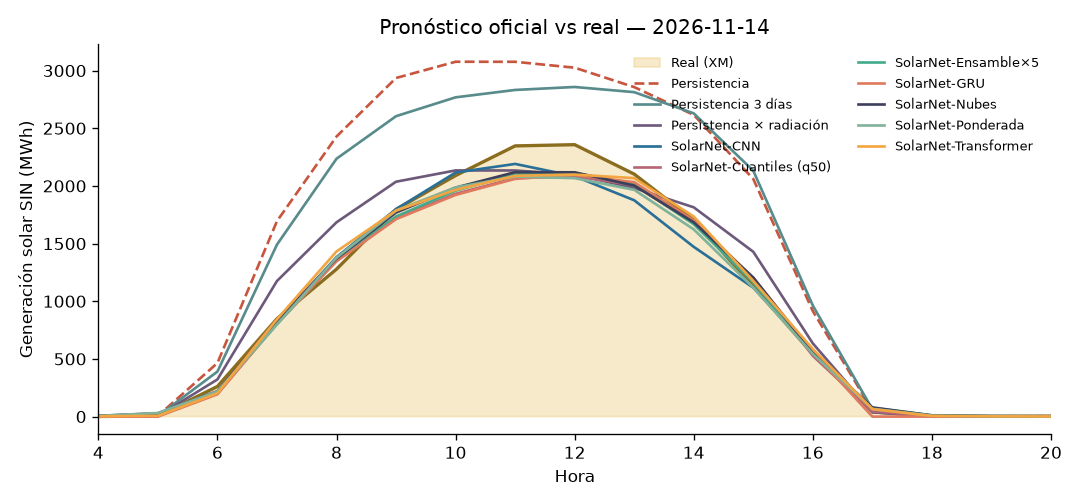 Pronóstico oficial vs real — 2026-11-14
Generación solar SIN (MWh)
3000
2500
2000
1500
1000
500
0
4 6 8 10 12 14 16 18 20
Hora
Real (XM)
Persistencia
Persistencia 3 días
Persistencia × radiación
SolarNet-CNN
SolarNet-Cuantiles (q50)
SolarNet-Ensamble×5
SolarNet-GRU
SolarNet-Nubes
SolarNet-Ponderada
SolarNet-Transformer